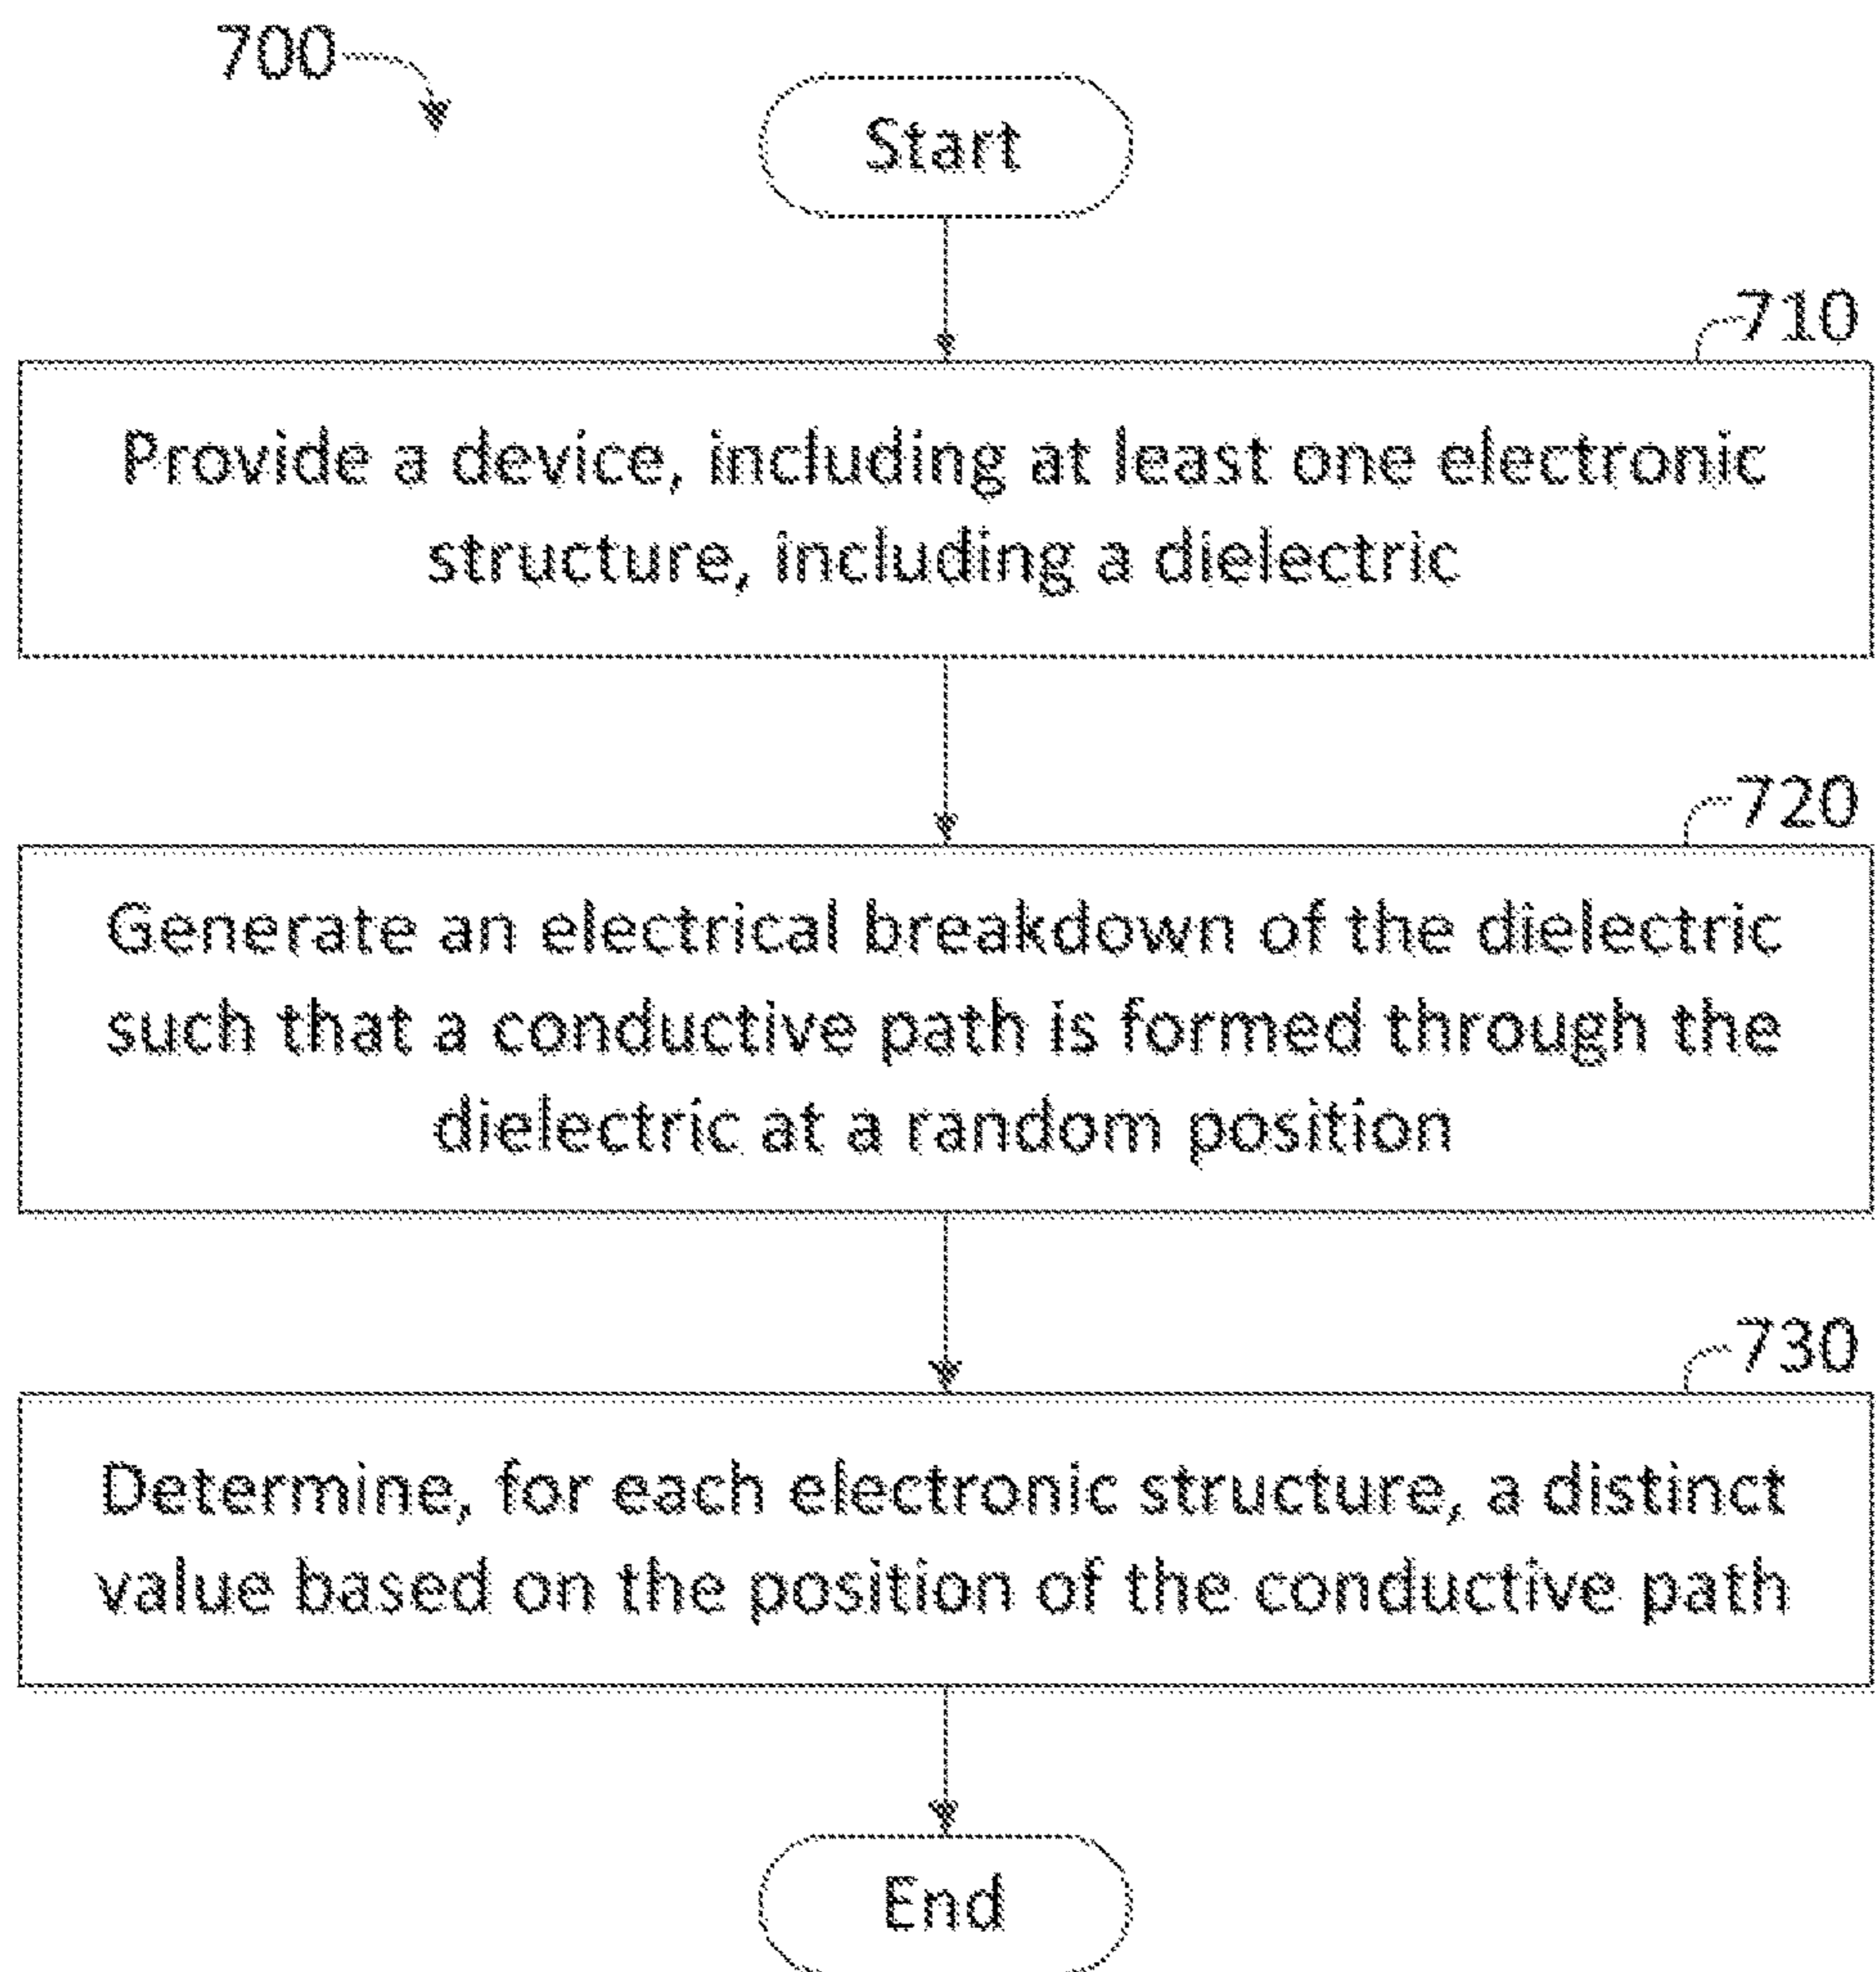 700
Start
710
Provide a device, including at least one electronic
structure, including a dielectric
720
Generate an electrical breakdown of the dielectric
such that a conductive path is formed through the
dielectric at a random position
730
Determine, for each electronic structure, a distinct
value based on the position of the conductive path
End